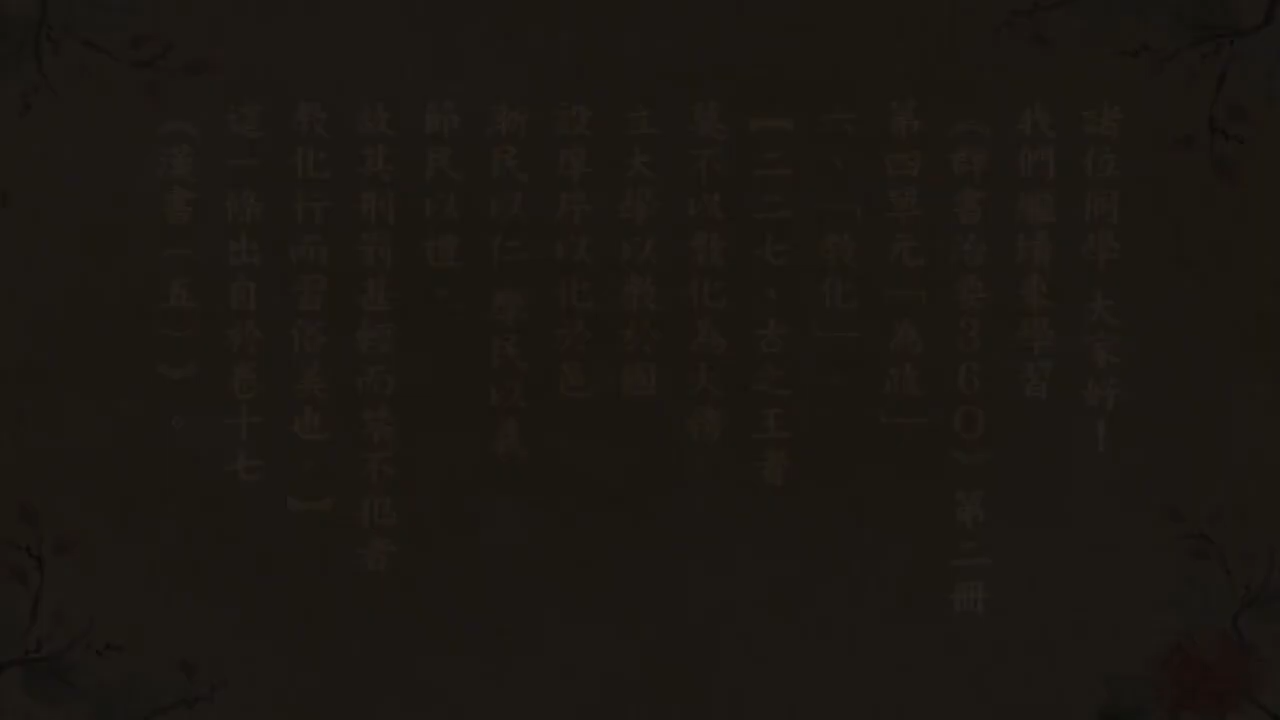 諸位同學 大家好！
我們繼續來學習
《群書治要360》第二冊
第四單元「為政」
六、「教化」
【二二七、古之王者
莫不以教化為大務
立大學以教於國
設庠序以化於邑
漸民以仁 摩民以義
節民以禮。
故其刑罰甚輕而禁不犯者
教化行而習俗美也。】
這一條出自於卷十七
《漢書一五》。